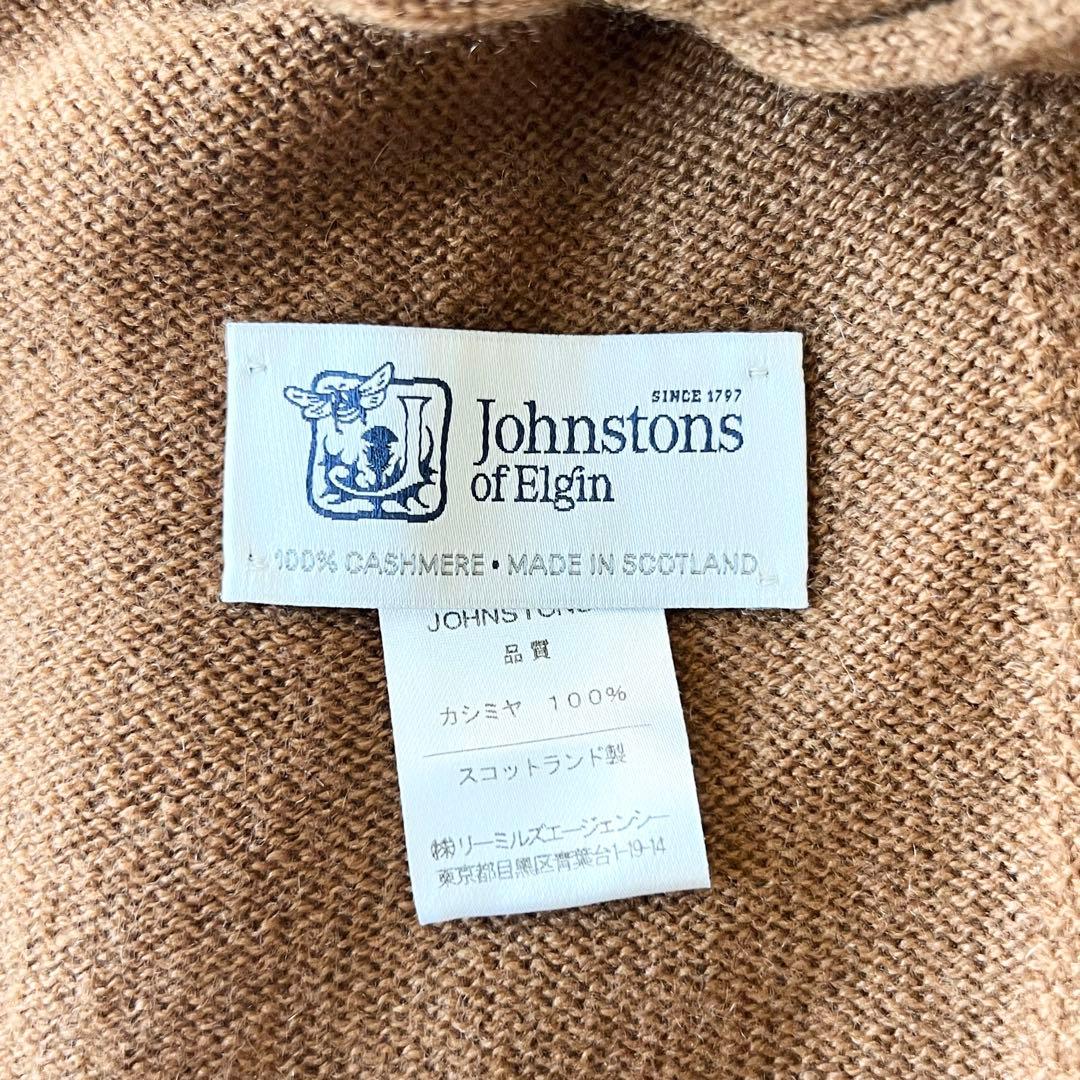 SINCE 1797
Johnstons
of Elgin
100% CASHMERE • MADE IN SCOTLAND
JOHNSTONS
品質
カシミヤ 100%
スコットランド製
㈱リーミルズエージェンシー
東京都目黒区青葉台1-19-14